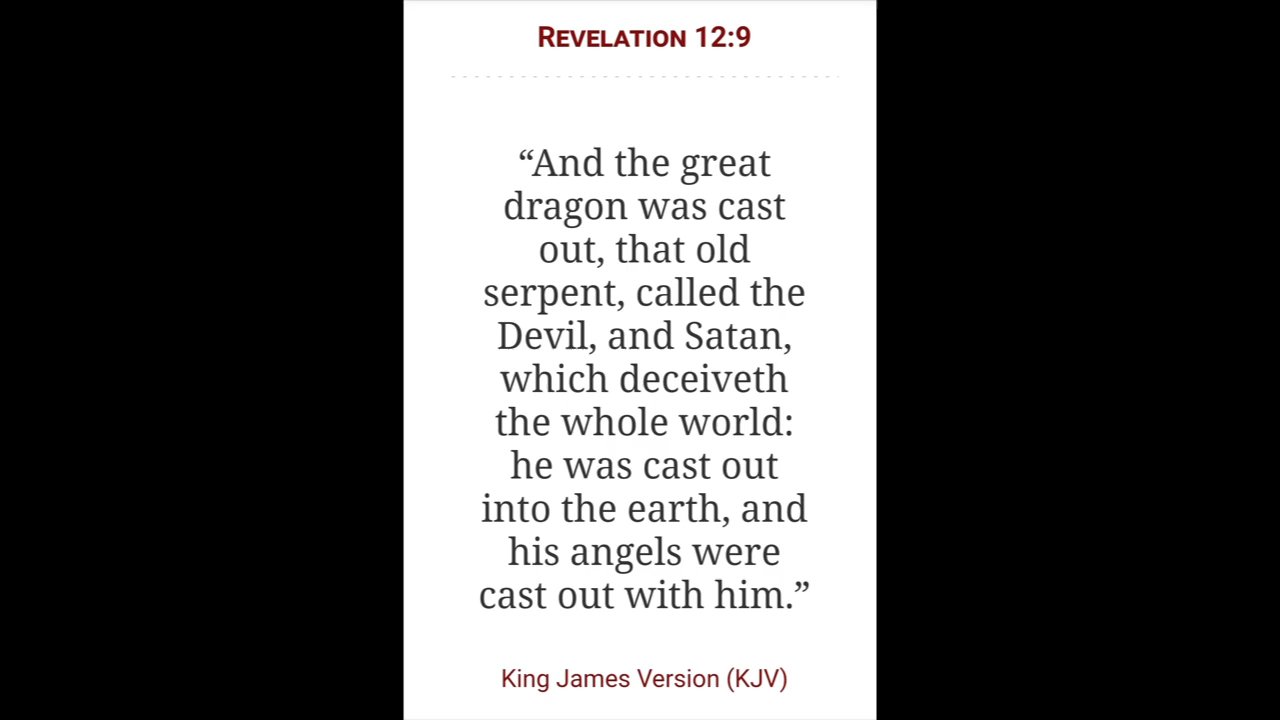 Revelation 12:9
“And the great
dragon was cast
out, that old
serpent, called the
Devil, and Satan,
which deceiveth
the whole world:
he was cast out
into the earth, and
his angels were
cast out with him.”
King James Version (KJV)